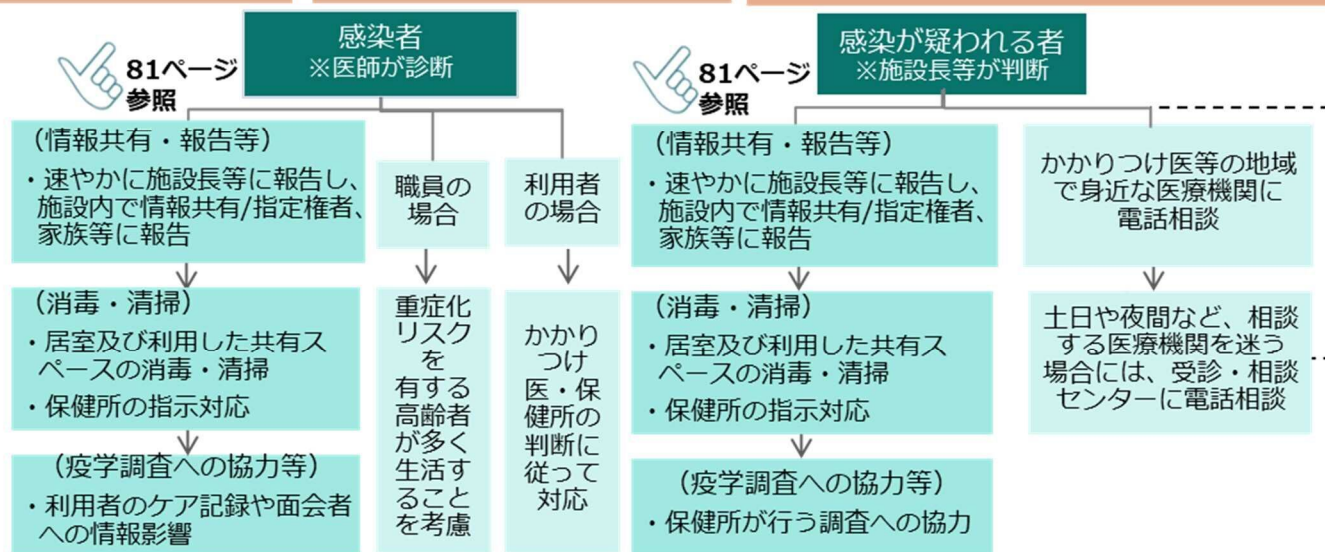 感染者
※医師が診断
81ページ
参照
（情報共有・報告等）
・速やかに施設長等に報告し、
施設内で情報共有/指定権者、
家族等に報告
（消毒・清掃）
・居室及び利用した共有ス
ペースの消毒・清掃
・保健所の指示対応
（疫学調査への協力等）
・利用者のケア記録や面会者
への情報影響
職員の
場合
重症化
リスク
を
有する
高齢者
が多く
生活す
ること
を考慮
利用者
の場合
かかり
つけ
医・保
健所の
判断に
従って
対応
感染が疑われる者
※施設長等が判断
81ページ
参照
（情報共有・報告等）
・速やかに施設長等に報告し、
施設内で情報共有/指定権者、
家族等に報告
（消毒・清掃）
・居室及び利用した共有ス
ペースの消毒・清掃
・保健所の指示対応
（疫学調査への協力等）
・保健所が行う調査への協力
かかりつけ医等の地域
で身近な医療機関に
電話相談
土日や夜間など、相談
する医療機関を迷う
場合には、受診・相談
センターに電話相談